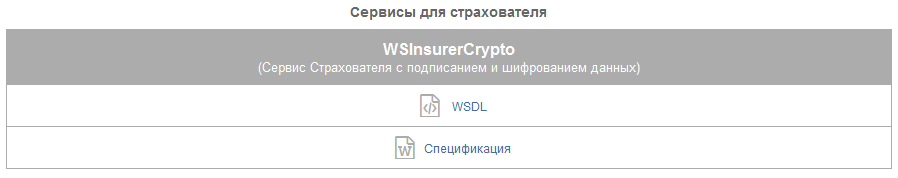 Сервисы для страхователя
WSInsurerCrypto
(Сервис Страхователя с подписанием и шифрованием данных)
WSDL
Спецификация